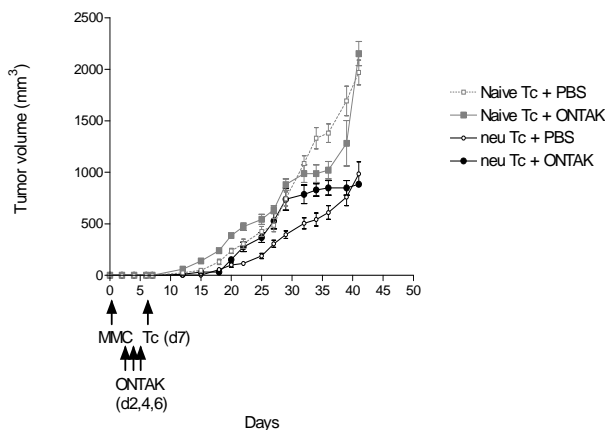 2500
2000
1500
1000
500
0
Tumor volume (mm³)
0 5 10 15 20 25 30 35 40 45 50
MMC Tc (d7)
ONTAK
(d2,4,6)
Days
Naive Tc + PBS
Naive Tc + ONTAK
neu Tc + PBS
neu Tc + ONTAK